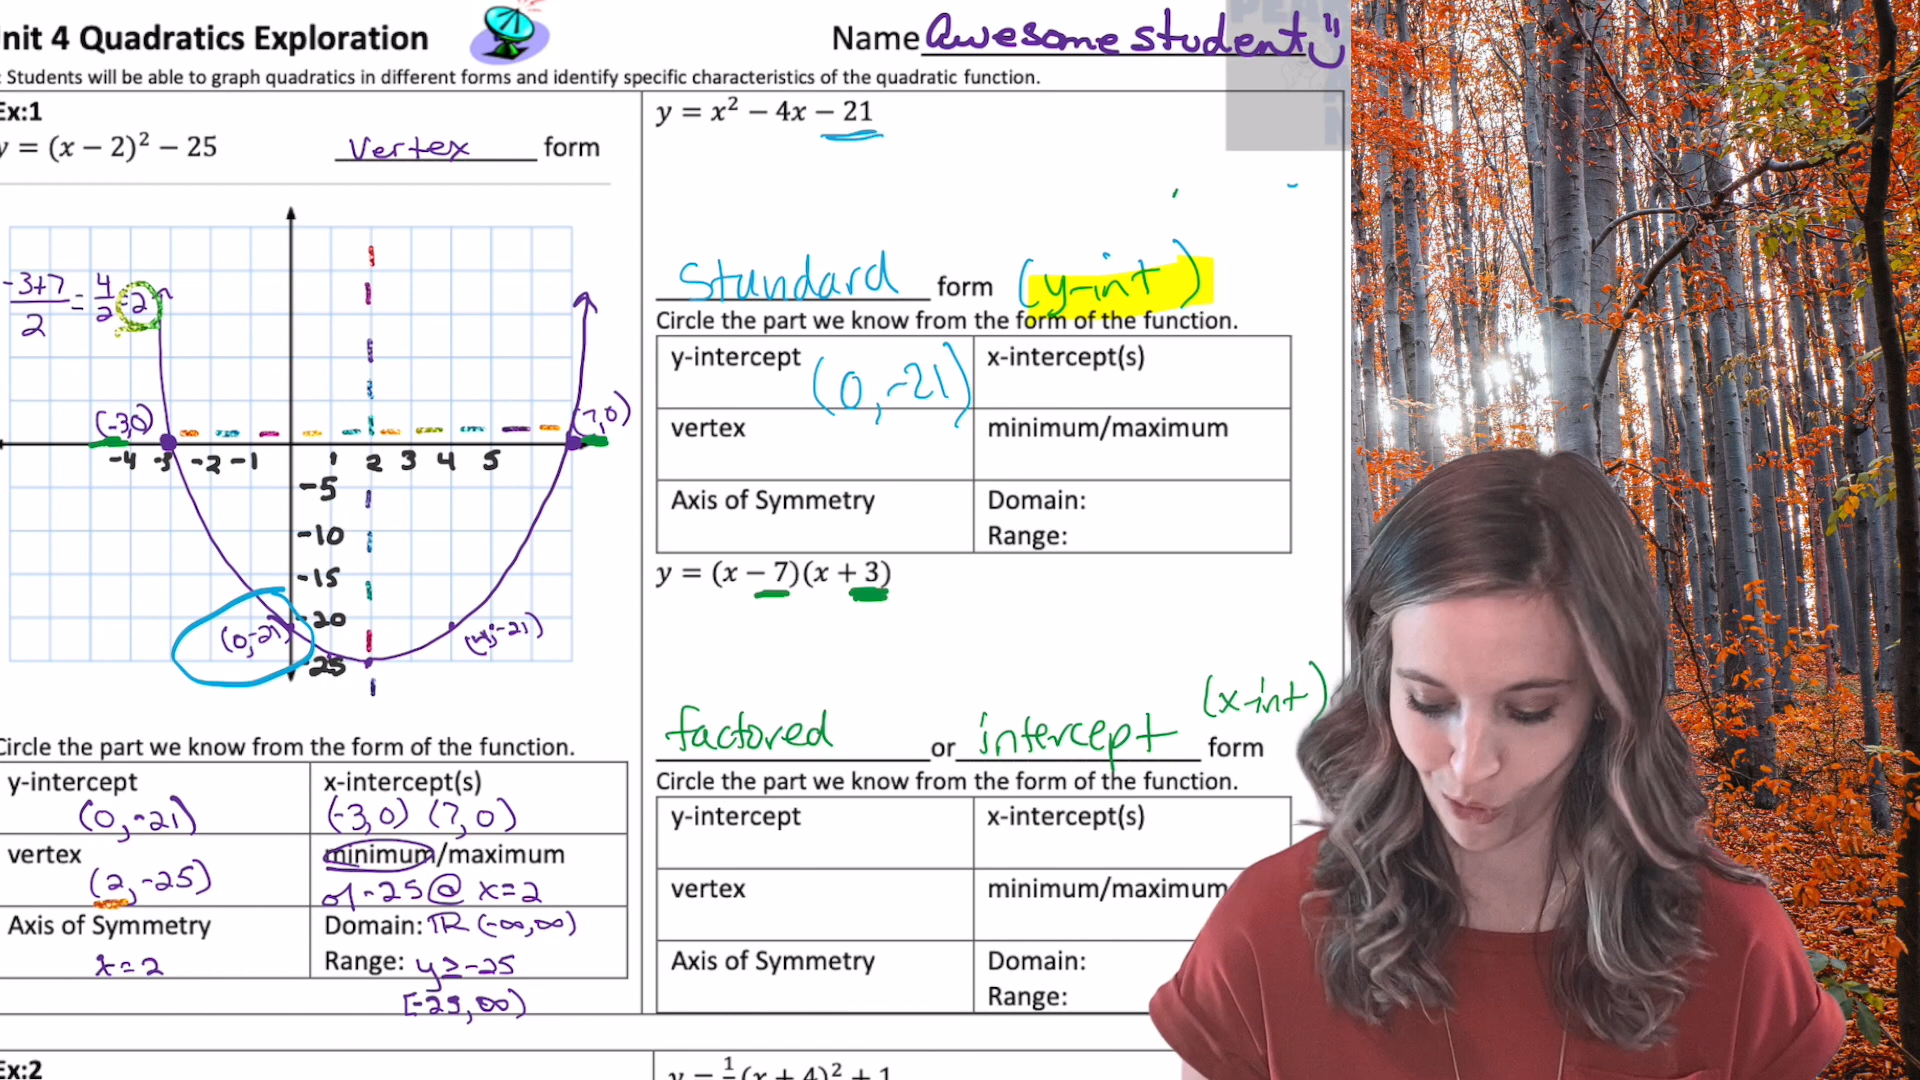 nit 4 Quadratics Exploration
Name Awesome student
: Students will be able to graph quadratics in different forms and identify specific characteristics of the quadratic function.
Ex:1
y = (x − 2)² − 25 Vertex form
-3+7/2 = 4/2 = 2
(-3,0) (7,0)
-4 -3 -2 -1 1 2 3 4 5
-5
-10
-15
-20
-25
(0,-21) (4,-21)
Circle the part we know from the form of the function.
y-intercept (0,-21) x-intercept(s) (-3,0) (7,0)
vertex (2,-25) minimum/maximum of -25 @ x=2
Axis of Symmetry x=2 Domain: ℝ (-∞,∞)
Range: y≥-25
[-25,∞)
Ex:2
y = x² − 4x − 21
Standard form (y-int)
Circle the part we know from the form of the function.
y-intercept (0,-21) x-intercept(s)
vertex minimum/maximum
Axis of Symmetry Domain:
Range:
y = (x − 7)(x + 3)
(x-int)
factored or intercept form
Circle the part we know from the form of the function.
y-intercept x-intercept(s)
vertex minimum/maximum
Axis of Symmetry Domain:
Range:
y = 1/2(x + 4)² + 1